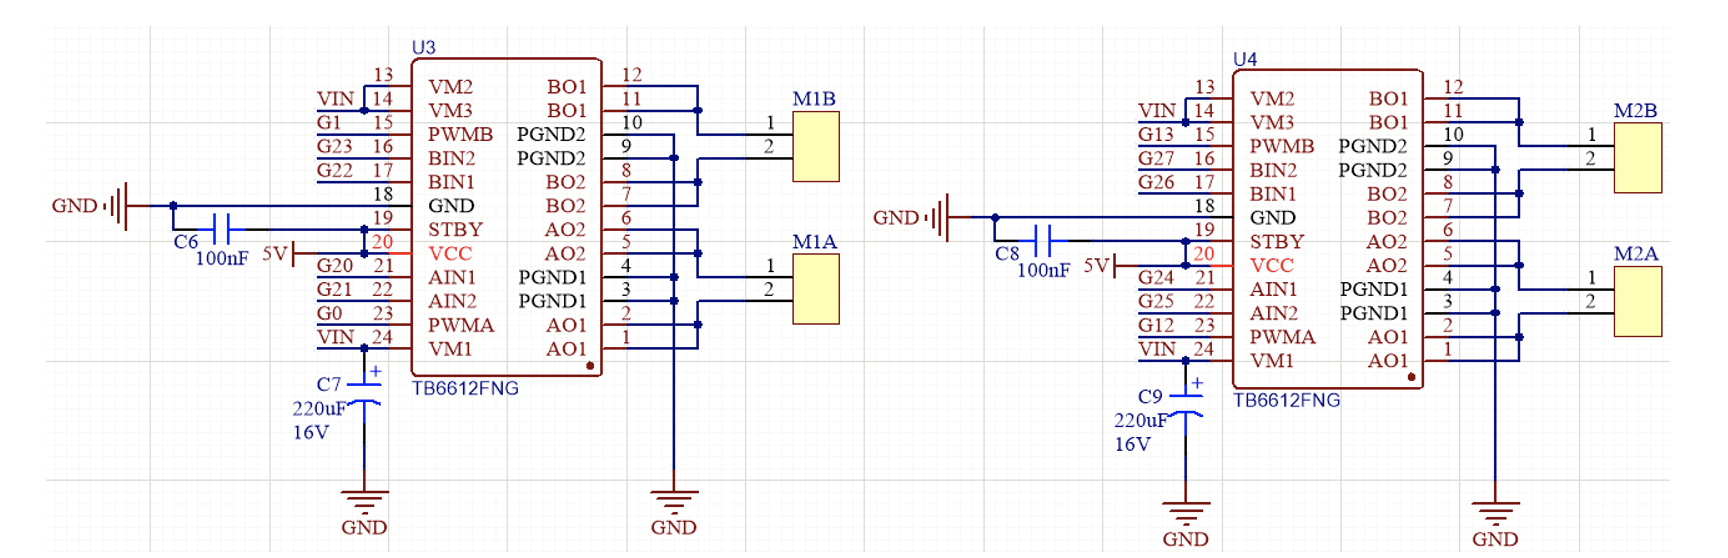 U3
13 VM2 BO1 12
VIN 14 VM3 BO1 11
G1 15 PWMB PGND2 10
G23 16 BIN2 PGND2 9
G22 17 BIN1 BO2 8
GND 18 GND BO2 7
19 STBY AO2 6
5V 20 VCC AO2 5
G20 21 AIN1 PGND1 4
G21 22 AIN2 PGND1 3
G0 23 PWMA AO1 2
VIN 24 VM1 AO1 1
TB6612FNG
C6
100nF
C7
+
220uF
16V
GND
GND
M1B
1
2
M1A
1
2
U4
13 VM2 BO1 12
VIN 14 VM3 BO1 11
G13 15 PWMB PGND2 10
G27 16 BIN2 PGND2 9
G26 17 BIN1 BO2 8
GND 18 GND BO2 7
19 STBY AO2 6
5V 20 VCC AO2 5
G24 21 AIN1 PGND1 4
G25 22 AIN2 PGND1 3
G12 23 PWMA AO1 2
VIN 24 VM1 AO1 1
TB6612FNG
C8
100nF
C9
+
220uF
16V
GND
GND
M2B
1
2
M2A
1
2